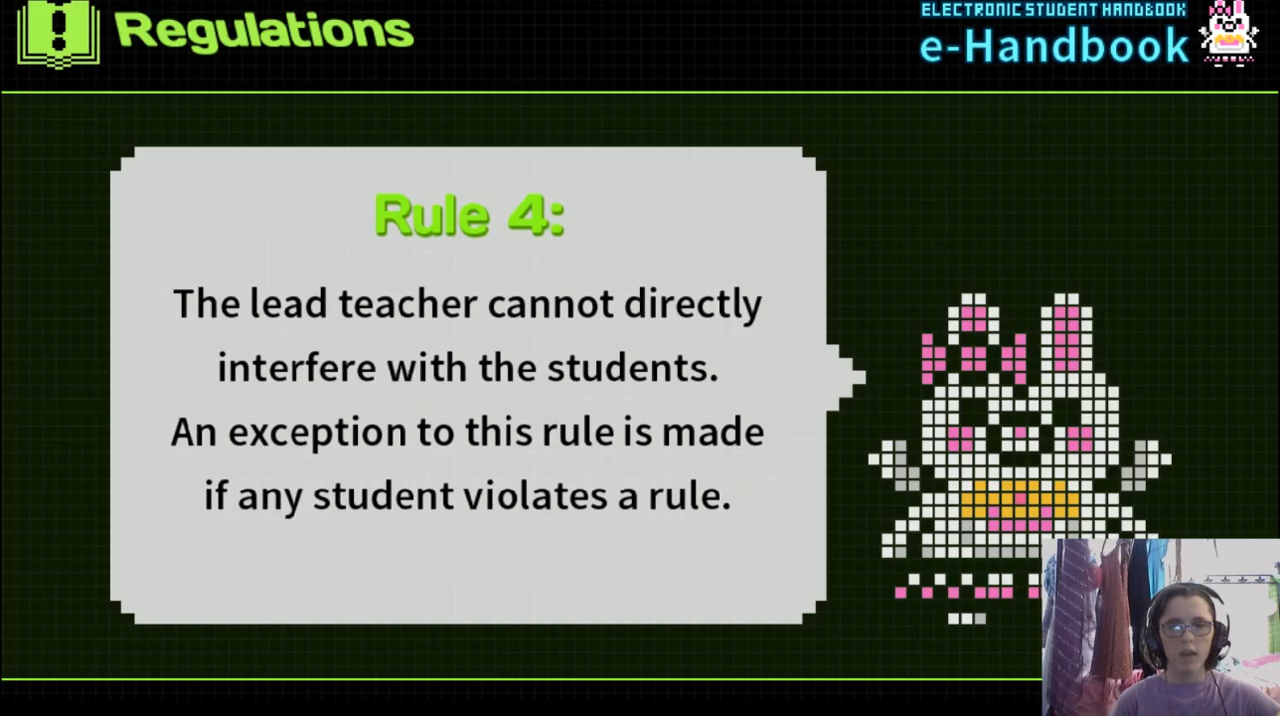 Regulations
ELECTRONIC STUDENT HANDBOOK
e-Handbook
Rule 4:
The lead teacher cannot directly
interfere with the students.
An exception to this rule is made
if any student violates a rule.